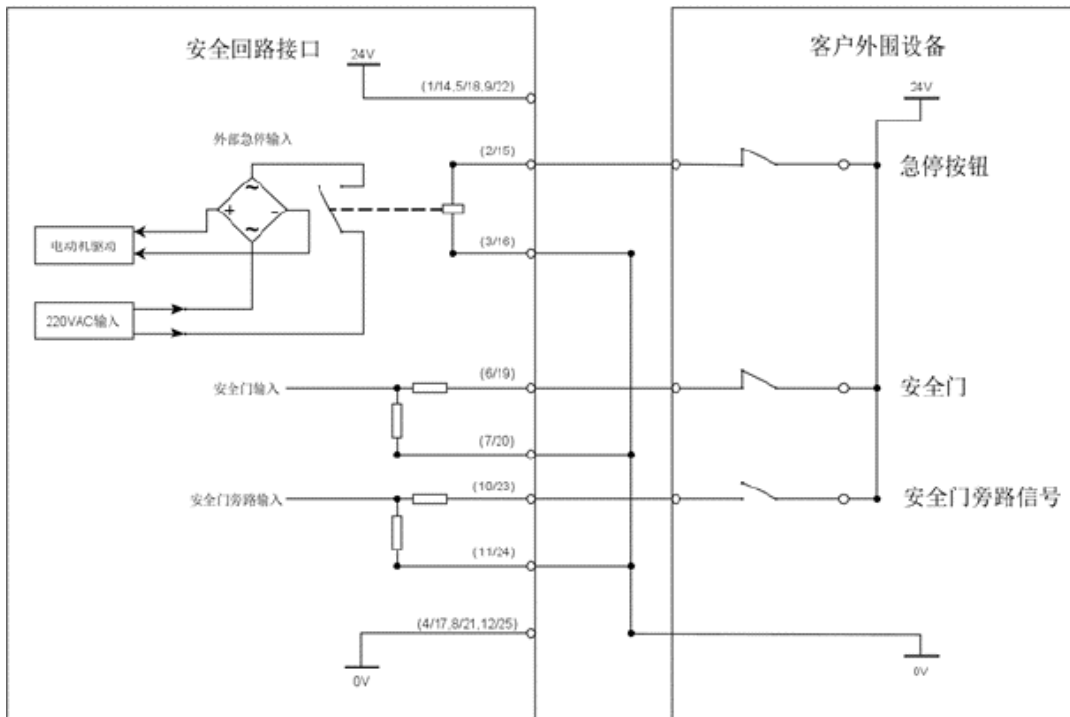 安全回路接口
客户外围设备
24V
(1/14,5/18,9/22)
24V
外部急停输入
(2/15)
急停按钮
~
+
-
~
电动机驱动
(3/16)
220VAC输入
(6/19)
安全门输入
安全门
(7/20)
(10/23)
安全门旁路输入
安全门旁路信号
(11/24)
(4/17,8/21,12/25)
0V
0V